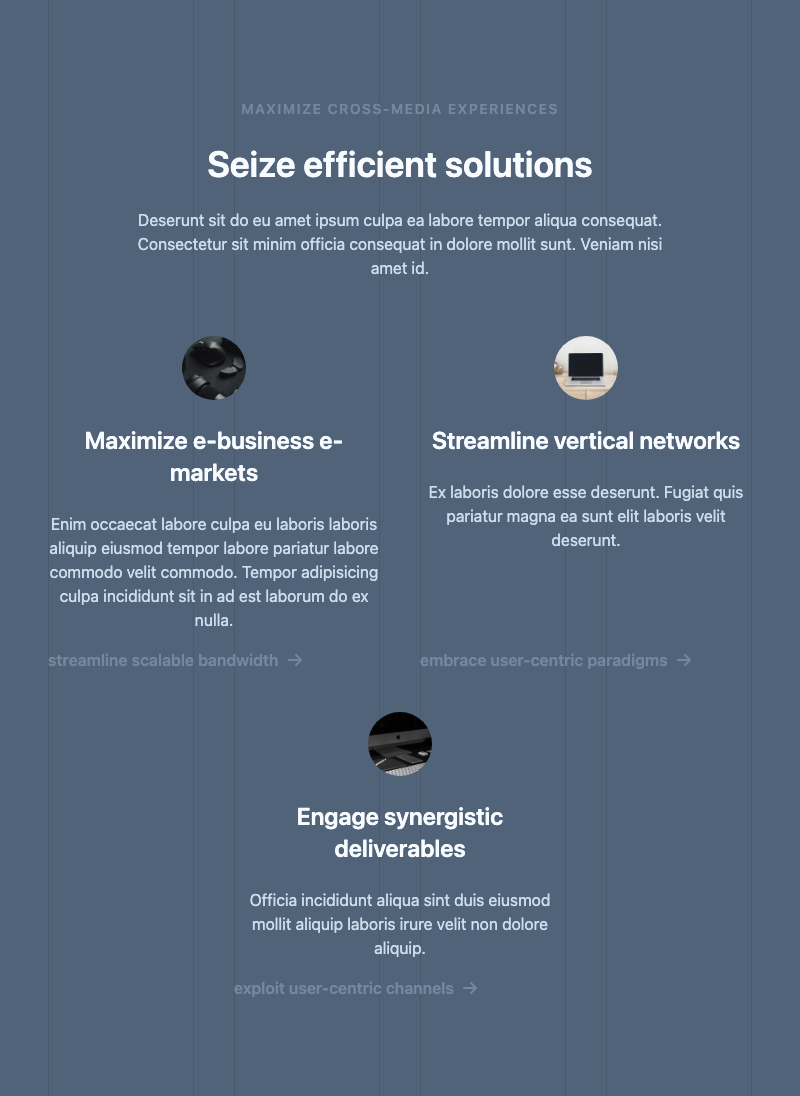 MAXIMIZE CROSS-MEDIA EXPERIENCES
Seize efficient solutions
Deserunt sit do eu amet ipsum culpa ea labore tempor aliqua consequat.
Consectetur sit minim officia consequat in dolore mollit sunt. Veniam nisi
amet id.
Maximize e-business e-
markets
Enim occaecat labore culpa eu laboris laboris
aliquip eiusmod tempor labore pariatur labore
commodo velit commodo. Tempor adipisicing
culpa incididunt sit in ad est laborum do ex
nulla.
streamline scalable bandwidth →
Streamline vertical networks
Ex laboris dolore esse deserunt. Fugiat quis
pariatur magna ea sunt elit laboris velit
deserunt.
embrace user-centric paradigms →
Engage synergistic
deliverables
Officia incididunt aliqua sint duis eiusmod
mollit aliquip laboris irure velit non dolore
aliquip.
exploit user-centric channels →